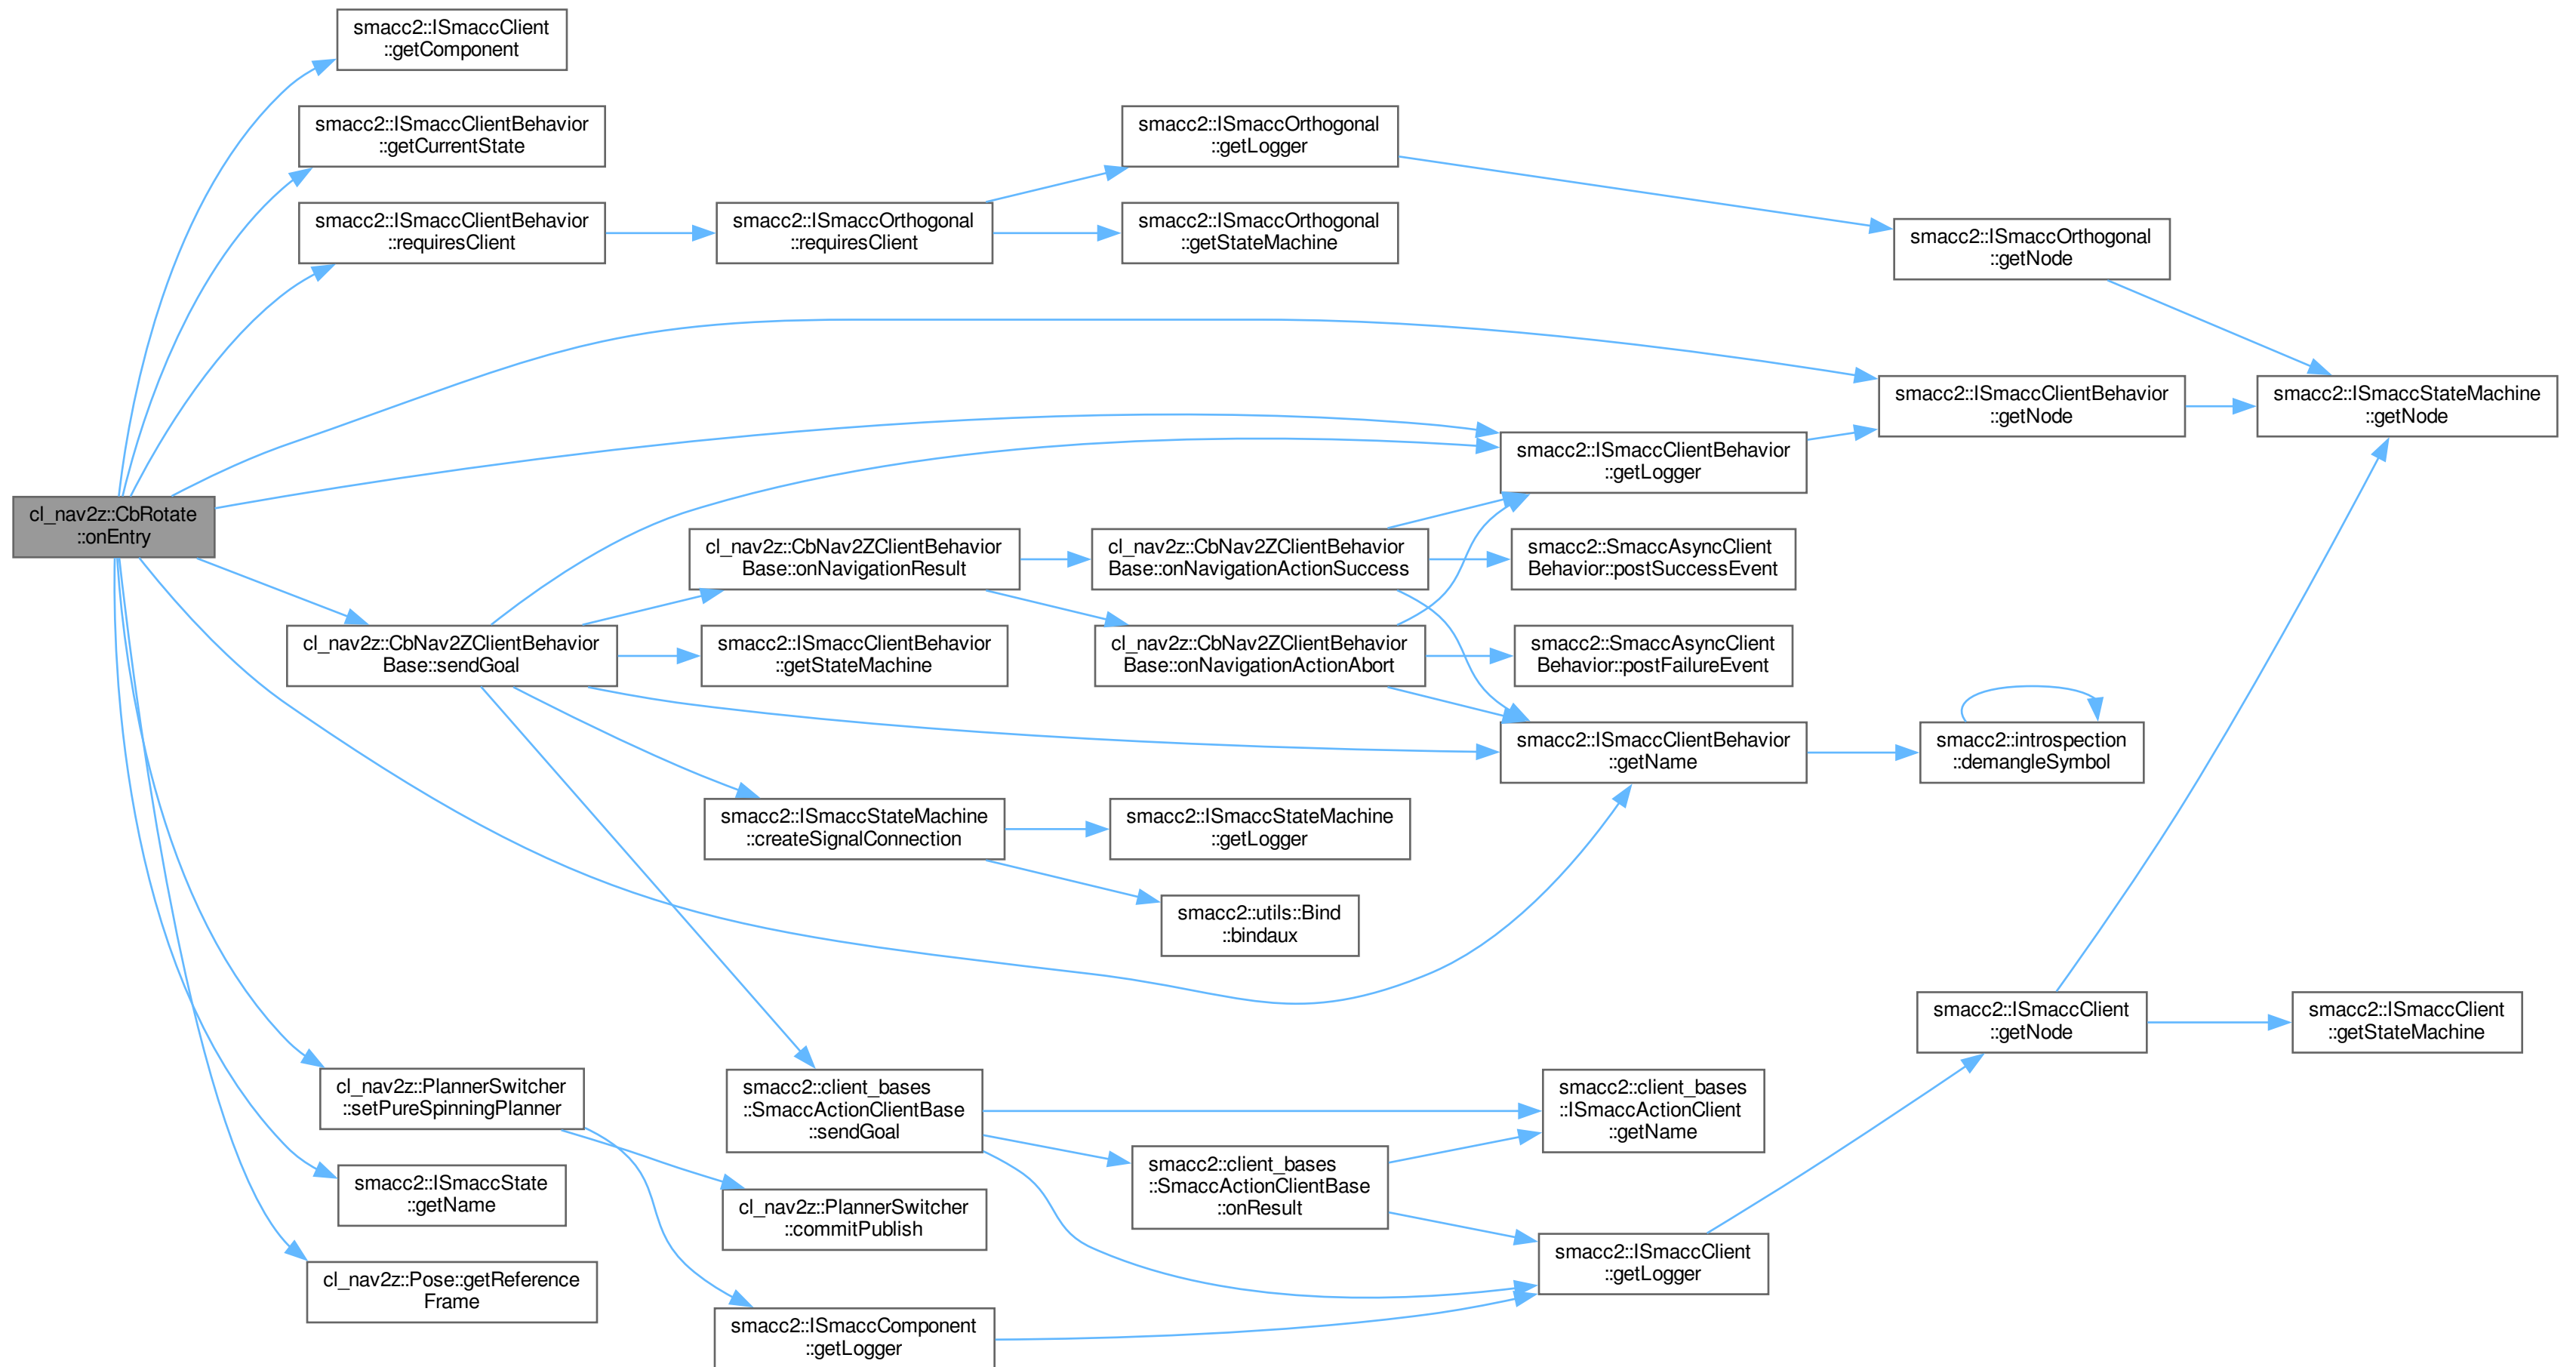 smacc2::ISmaccClient
::getComponent
smacc2::ISmaccClientBehavior
::getCurrentState
smacc2::ISmaccOrthogonal
::getLogger
smacc2::ISmaccClientBehavior
::requiresClient
smacc2::ISmaccOrthogonal
::requiresClient
smacc2::ISmaccOrthogonal
::getStateMachine
smacc2::ISmaccOrthogonal
::getNode
smacc2::ISmaccClientBehavior
::getNode
smacc2::ISmaccStateMachine
::getNode
smacc2::ISmaccClientBehavior
::getLogger
cl_nav2z::CbRotate
::onEntry
cl_nav2z::CbNav2ZClientBehavior
Base::onNavigationResult
cl_nav2z::CbNav2ZClientBehavior
Base::onNavigationActionSuccess
smacc2::SmaccAsyncClient
Behavior::postSuccessEvent
cl_nav2z::CbNav2ZClientBehavior
Base::sendGoal
smacc2::ISmaccClientBehavior
::getStateMachine
cl_nav2z::CbNav2ZClientBehavior
Base::onNavigationActionAbort
smacc2::SmaccAsyncClient
Behavior::postFailureEvent
smacc2::ISmaccClientBehavior
::getName
smacc2::introspection
::demangleSymbol
smacc2::ISmaccStateMachine
::createSignalConnection
smacc2::ISmaccStateMachine
::getLogger
smacc2::utils::Bind
::bindaux
smacc2::ISmaccClient
::getNode
smacc2::ISmaccClient
::getStateMachine
cl_nav2z::PlannerSwitcher
::setPureSpinningPlanner
smacc2::client_bases
::SmaccActionClientBase
::sendGoal
smacc2::client_bases
::ISmaccActionClient
::getName
smacc2::client_bases
::SmaccActionClientBase
::onResult
smacc2::ISmaccState
::getName
cl_nav2z::PlannerSwitcher
::commitPublish
smacc2::ISmaccClient
::getLogger
cl_nav2z::Pose::getReference
Frame
smacc2::ISmaccComponent
::getLogger